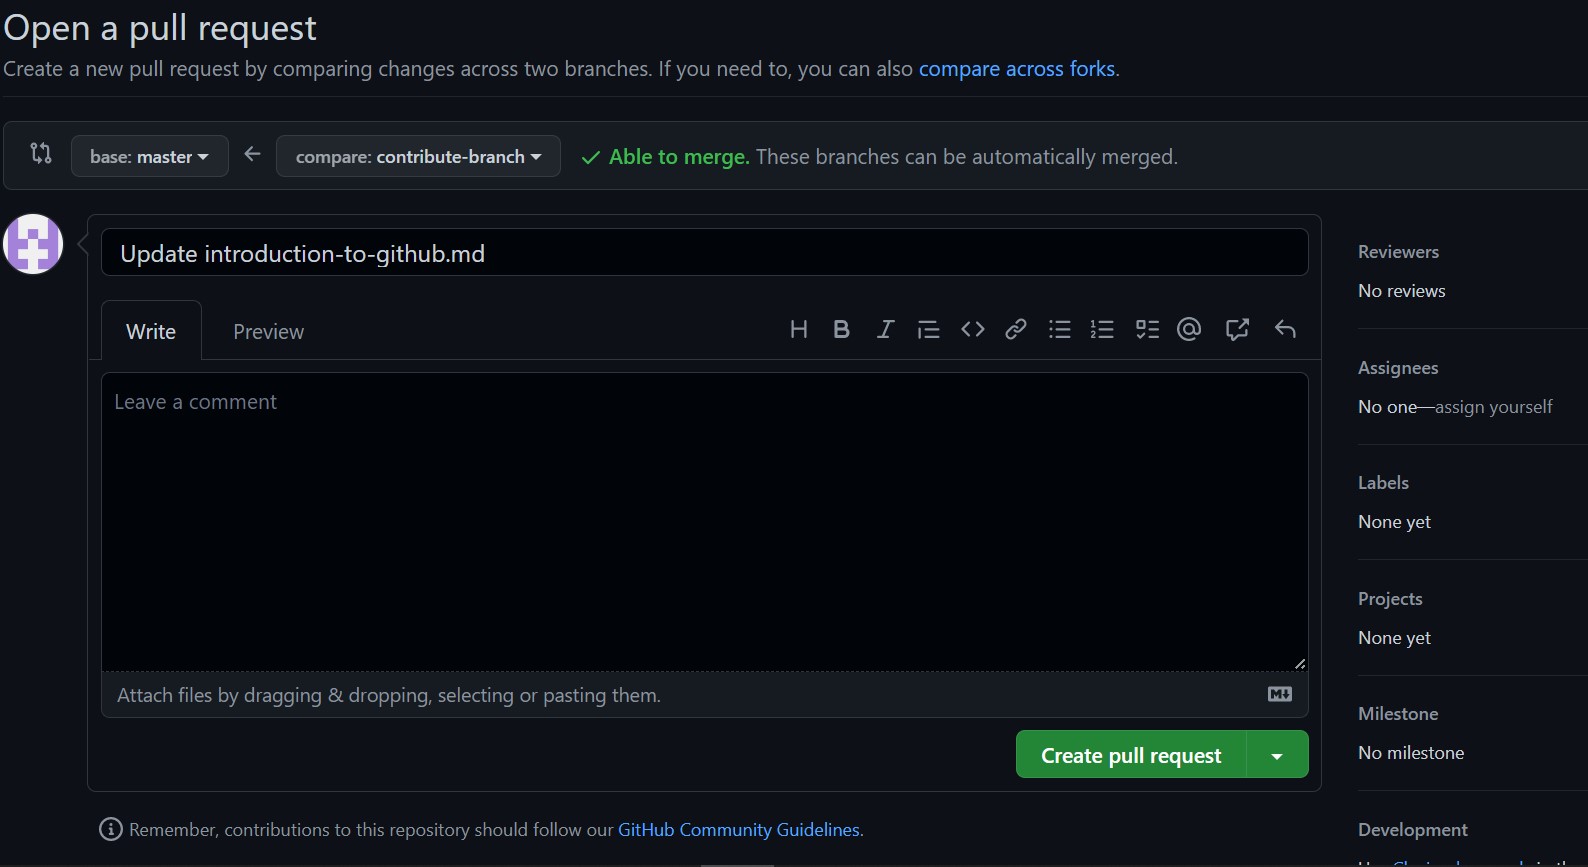 Open a pull request
Create a new pull request by comparing changes across two branches. If you need to, you can also compare across forks.
base: master
compare: contribute-branch
Able to merge. These branches can be automatically merged.
Update introduction-to-github.md
Write
Preview
Leave a comment
Attach files by dragging & dropping, selecting or pasting them.
Create pull request
Remember, contributions to this repository should follow our GitHub Community Guidelines.
Reviewers
No reviews
Assignees
No one—assign yourself
Labels
None yet
Projects
None yet
Milestone
No milestone
Development